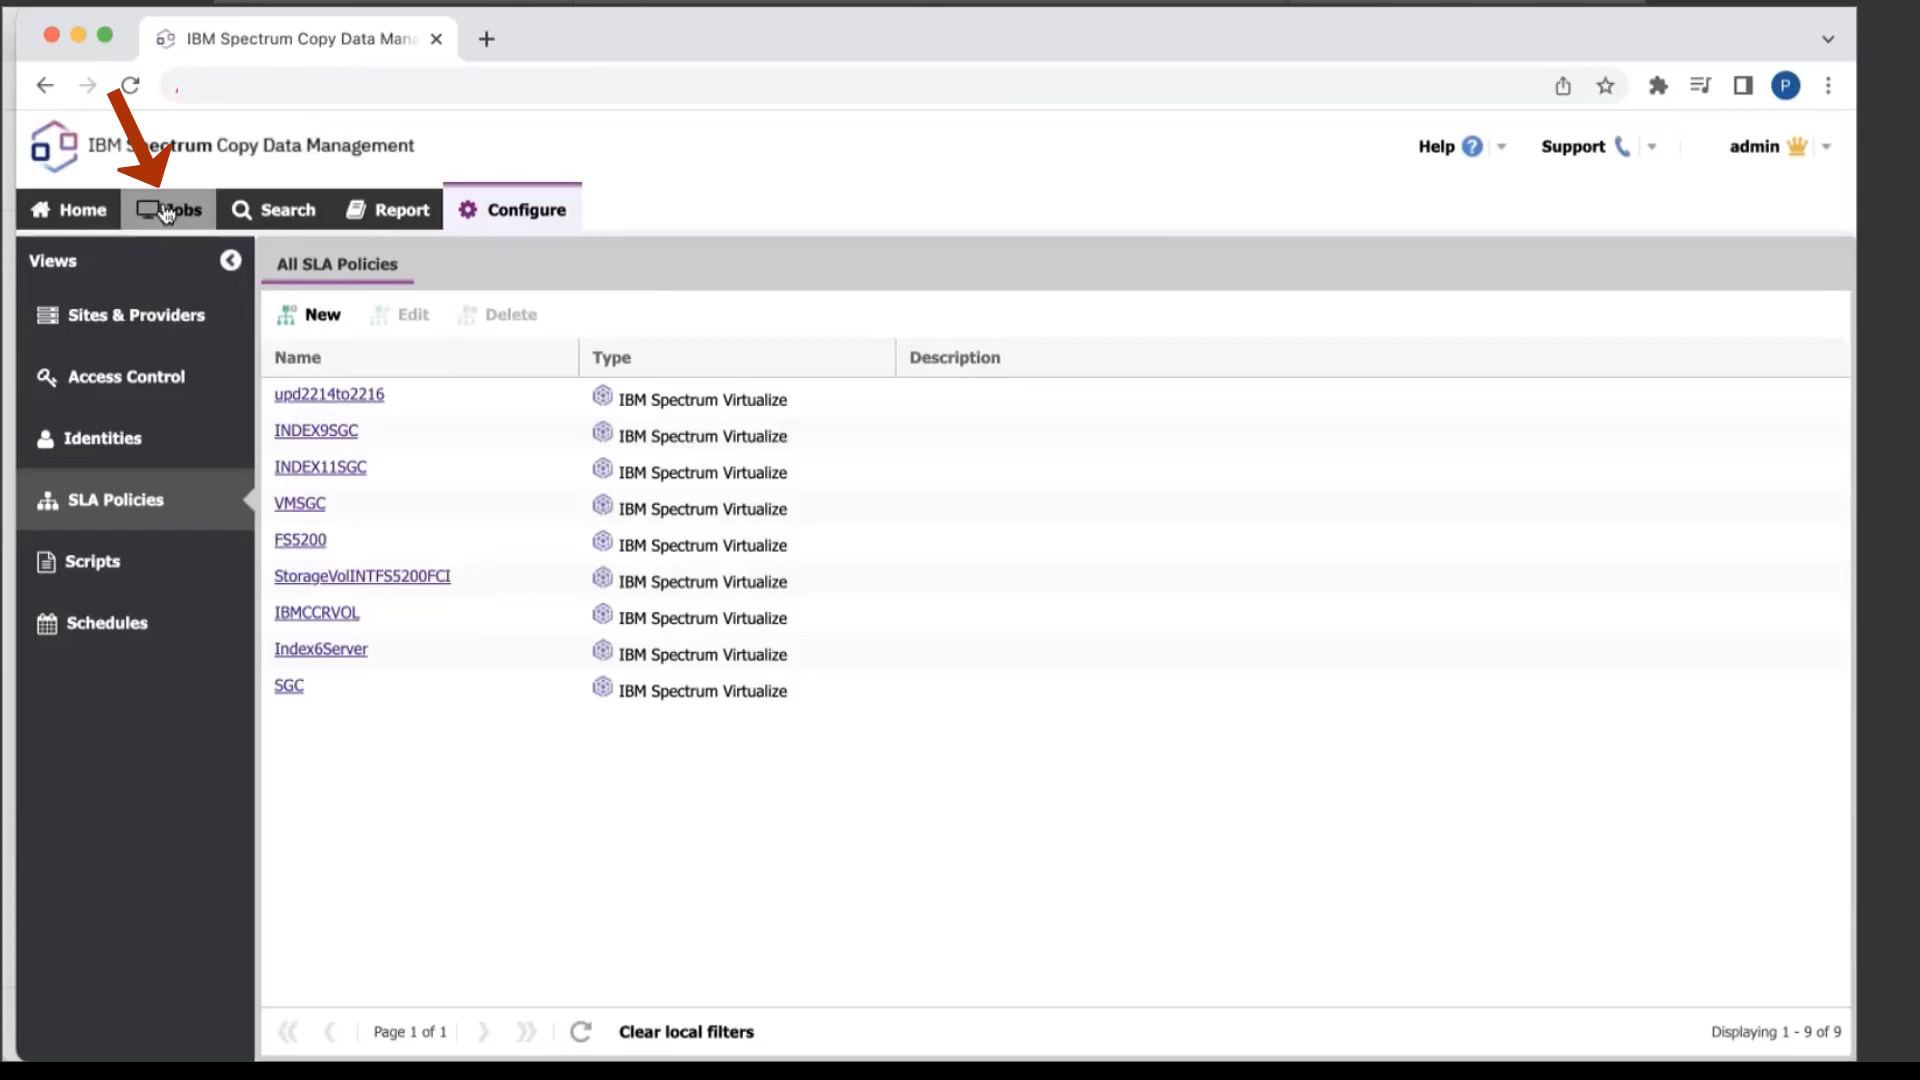 IBM Spectrum Copy Data Mana
P
IBM Spectrum Copy Data Management
Help ?
Support
admin
Home
Jobs
Search
Report
Configure
Views
Sites & Providers
Access Control
Identities
SLA Policies
Scripts
Schedules
All SLA Policies
New
Edit
Delete
Name Type Description
upd2214to2216 IBM Spectrum Virtualize
INDEX9SGC IBM Spectrum Virtualize
INDEX11SGC IBM Spectrum Virtualize
VMSGC IBM Spectrum Virtualize
FS5200 IBM Spectrum Virtualize
StorageVolINTFS5200FCI IBM Spectrum Virtualize
IBMCCRVOL IBM Spectrum Virtualize
Index6Server IBM Spectrum Virtualize
SGC IBM Spectrum Virtualize
Page 1 of 1
Clear local filters
Displaying 1 - 9 of 9